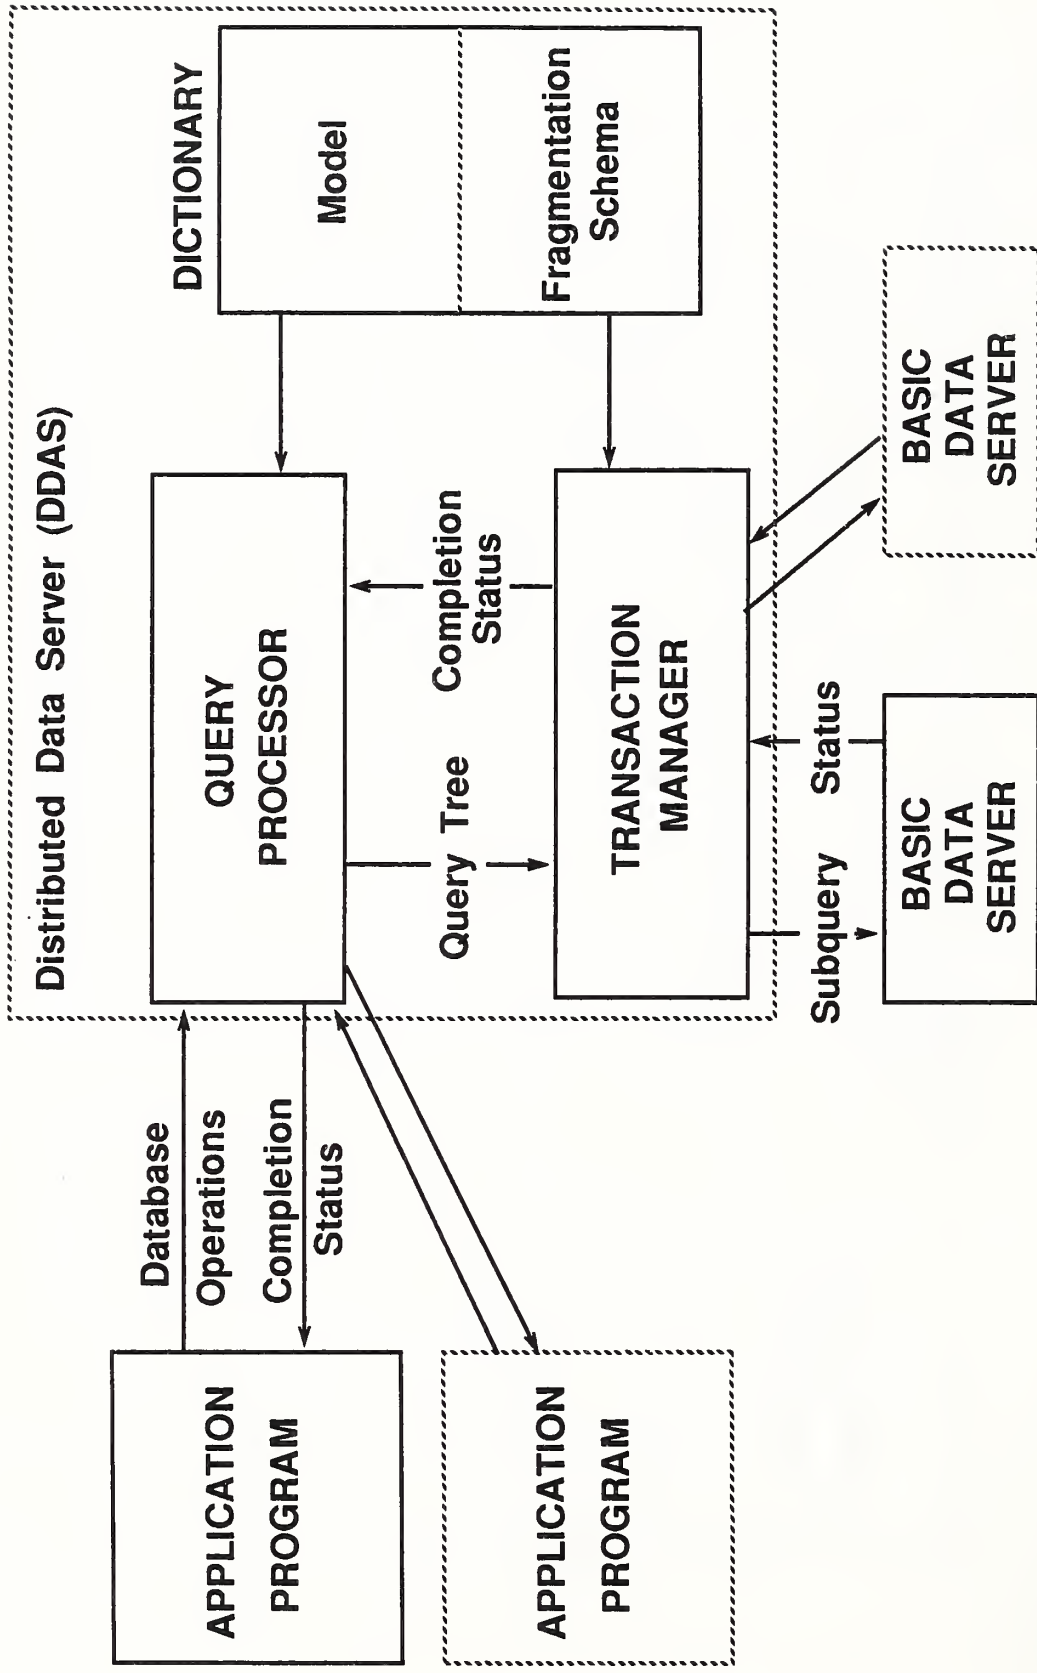 Distributed Data Server (DDAS)
DICTIONARY
Model
Fragmentation
Schema
QUERY
PROCESSOR
Query Tree
Completion
Status
TRANSACTION
MANAGER
Database
Operations
Completion
Status
APPLICATION
PROGRAM
APPLICATION
PROGRAM
Subquery
Status
BASIC
DATA
SERVER
BASIC
DATA
SERVER